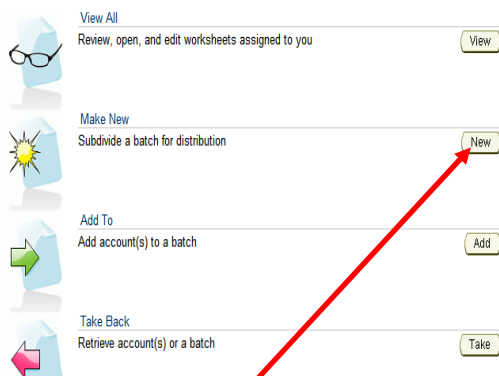 View All
Review, open, and edit worksheets assigned to you
View
Make New
Subdivide a batch for distribution
New
Add To
Add account(s) to a batch
Add
Take Back
Retrieve account(s) or a batch
Take